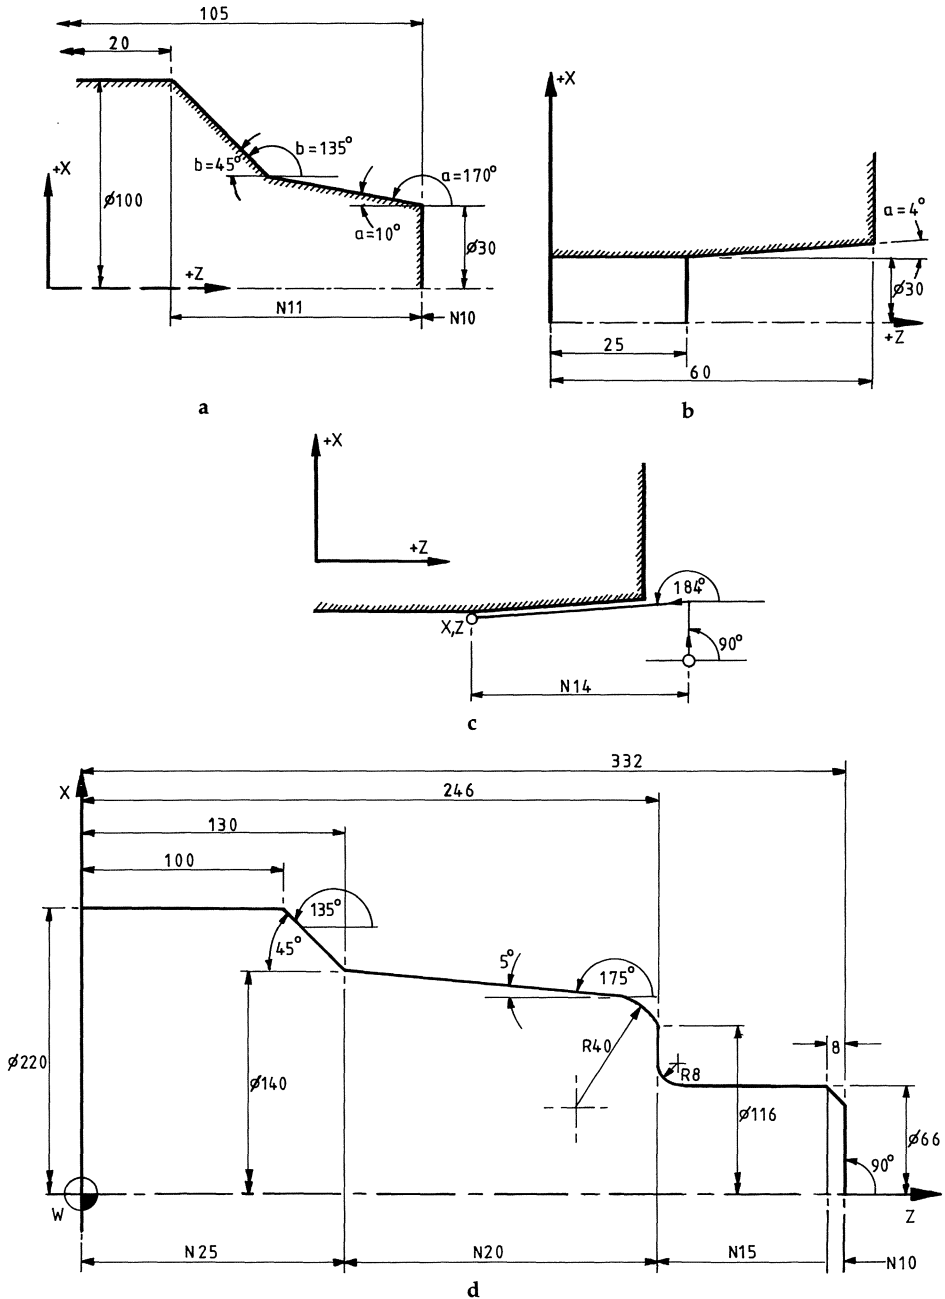 105
20
+X
b=45°
b=135°
a=170°
a=10°
ø100
ø30
+Z
N11
N10
a
+X
a=4°
ø30
+Z
25
60
b
+X
+Z
184°
X,Z
90°
N14
c
332
X
246
130
100
135°
45°
5°
175°
R40
R8
8
ø220
ø140
ø116
ø66
90°
W
Z
N25
N20
N15
N10
d